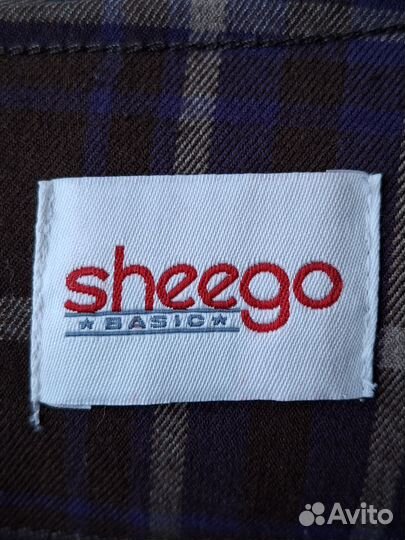 sheego
★ BASIC ★
Avito